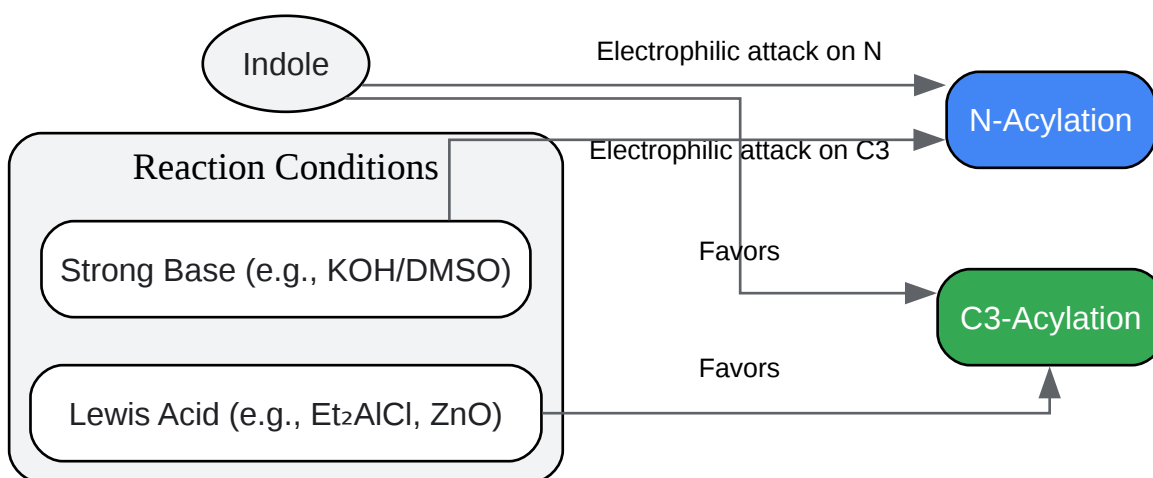 Indole
Electrophilic attack on N
N-Acylation
Electrophilic attack on C3
Reaction Conditions
Strong Base (e.g., KOH/DMSO)
Favors
C3-Acylation
Favors
Lewis Acid (e.g., Et₂AlCl, ZnO)